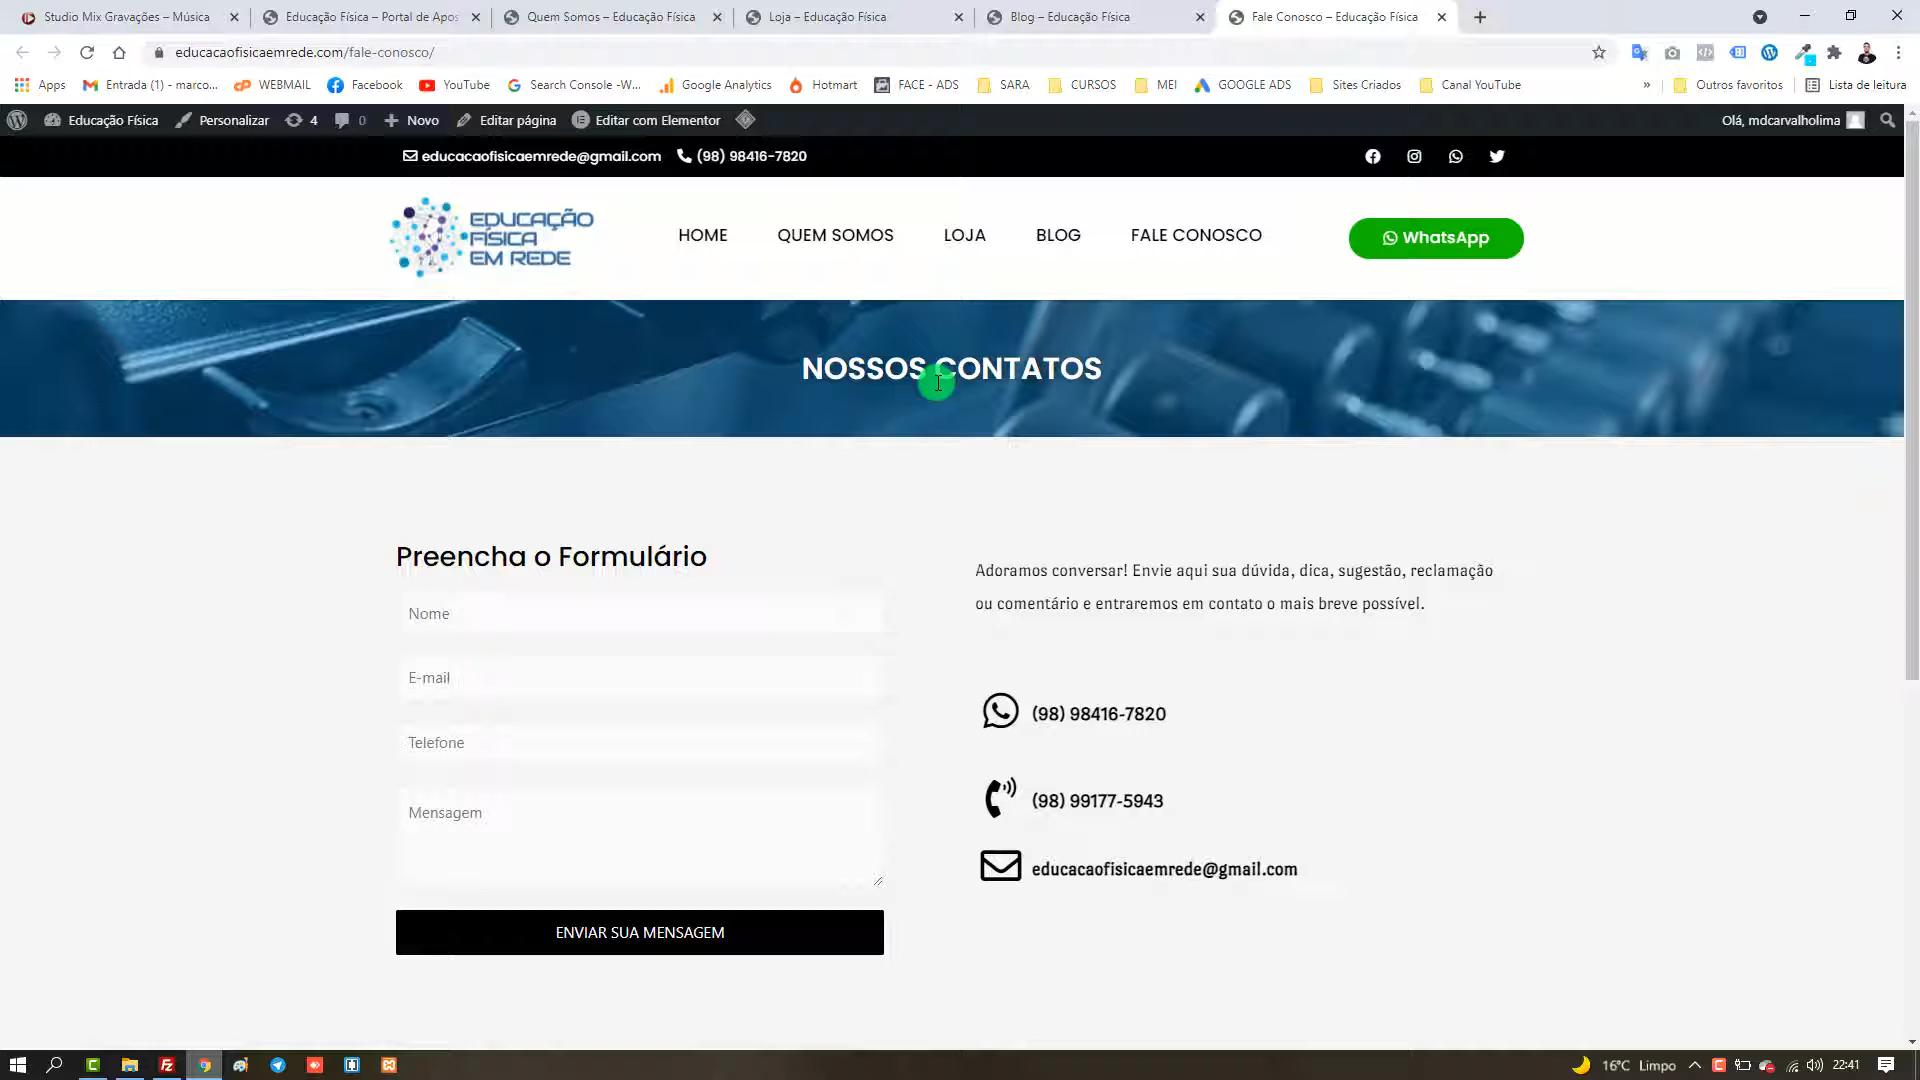 Studio Mix Gravações – Música
Educação Física – Portal de Apos
Quem Somos – Educação Física
Loja – Educação Física
Blog – Educação Física
Fale Conosco – Educação Física
educacaofisicaemrede.com/fale-conosco/
Apps
Entrada (1) - marco...
WEBMAIL
Facebook
YouTube
Search Console -W...
Google Analytics
Hotmart
FACE - ADS
SARA
CURSOS
MEI
GOOGLE ADS
Sites Criados
Canal YouTube
»
Outros favoritos
Lista de leitura
Educação Física
Personalizar
4
0
Novo
Editar página
Editar com Elementor
Olá, mdcarvalholima
educacaofisicaemrede@gmail.com
(98) 98416-7820
EDUCAÇÃO
FÍSICA
EM REDE
HOME
QUEM SOMOS
LOJA
BLOG
FALE CONOSCO
WhatsApp
NOSSOS CONTATOS
Preencha o Formulário
Nome
E-mail
Telefone
Mensagem
ENVIAR SUA MENSAGEM
Adoramos conversar! Envie aqui sua dúvida, dica, sugestão, reclamação
ou comentário e entraremos em contato o mais breve possível.
(98) 98416-7820
(98) 99177-5943
educacaofisicaemrede@gmail.com
16°C Limpo
22:41